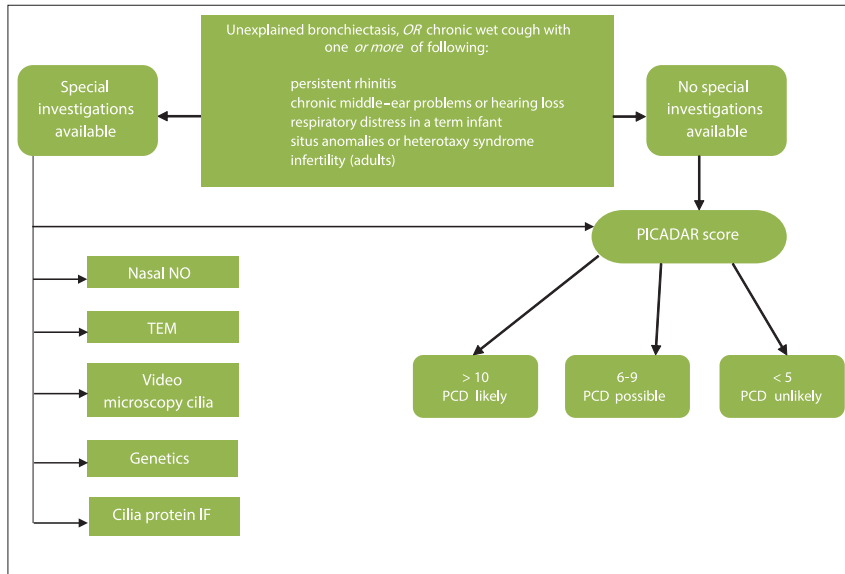 Unexplained bronchiectasis, OR chronic wet cough with
one or more of following:
persistent rhinitis
chronic middle–ear problems or hearing loss
respiratory distress in a term infant
situs anomalies or heterotaxy syndrome
infertility (adults)
Special
investigations
available
No special
investigations
available
PICADAR score
Nasal NO
TEM
Video
microscopy cilia
Genetics
Cilia protein IF
> 10
PCD likely
6-9
PCD possible
< 5
PCD unlikely